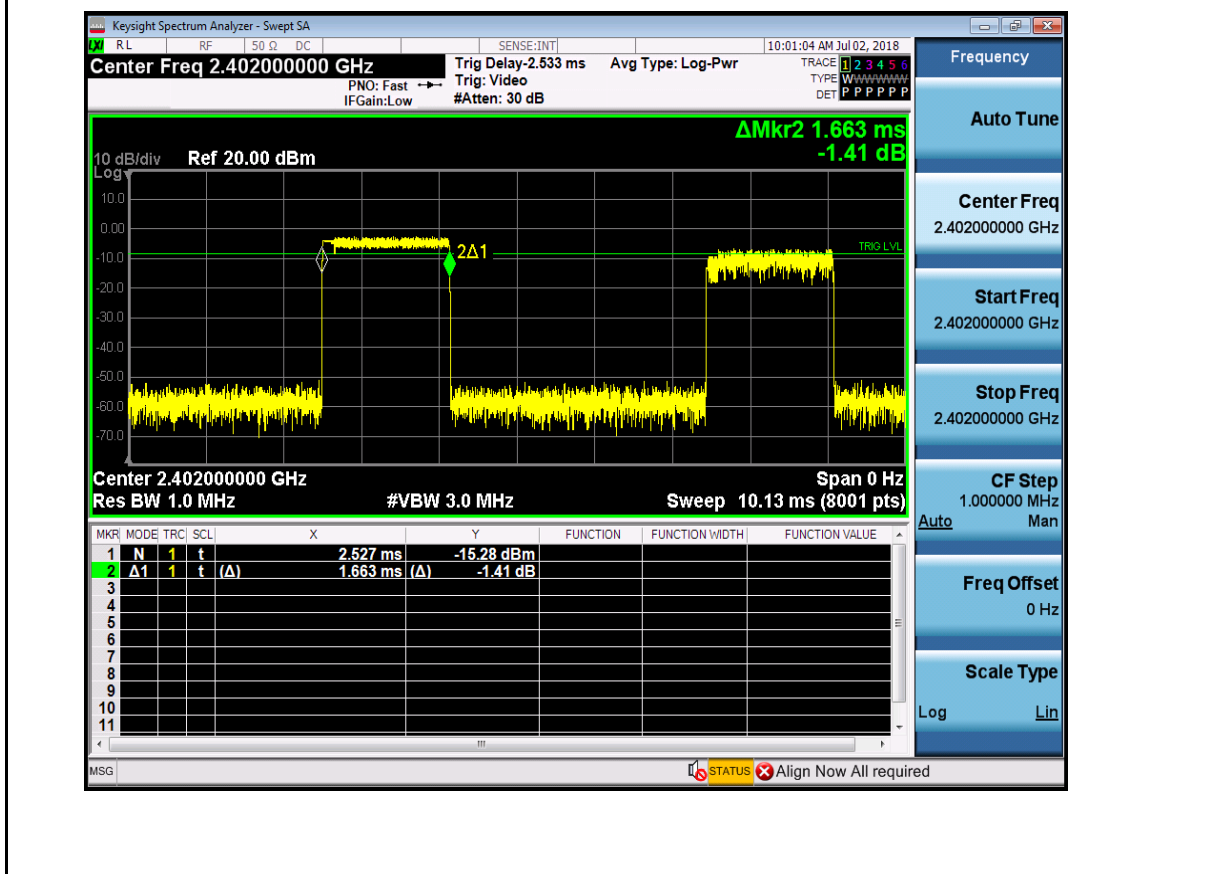 Keysight Spectrum Analyzer - Swept SA
LXI RL RF 50 Ω DC SENSE:INT 10:01:04 AM Jul 02, 2018
Center Freq 2.402000000 GHz
PNO: Fast
IFGain:Low
Trig Delay-2.533 ms
Trig: Video
#Atten: 30 dB
Avg Type: Log-Pwr
TRACE 1 2 3 4 5 6
TYPE WWWWWW
DET P P P P P P
ΔMkr2 1.663 ms
-1.41 dB
10 dB/div Ref 20.00 dBm
Log
10.0
0.00
-10.0
-20.0
-30.0
-40.0
-50.0
-60.0
-70.0
2Δ1
TRIG LVL
Center 2.402000000 GHz Span 0 Hz
Res BW 1.0 MHz #VBW 3.0 MHz Sweep 10.13 ms (8001 pts)
MKR MODE TRC SCL X Y FUNCTION FUNCTION WIDTH FUNCTION VALUE
1 N 1 t 2.527 ms -15.28 dBm
2 Δ1 1 t (Δ) 1.663 ms (Δ) -1.41 dB
3
4
5
6
7
8
9
10
11
MSG STATUS Align Now All required
Frequency
Auto Tune
Center Freq
2.402000000 GHz
Start Freq
2.402000000 GHz
Stop Freq
2.402000000 GHz
CF Step
1.000000 MHz
Auto Man
Freq Offset
0 Hz
Scale Type
Log Lin